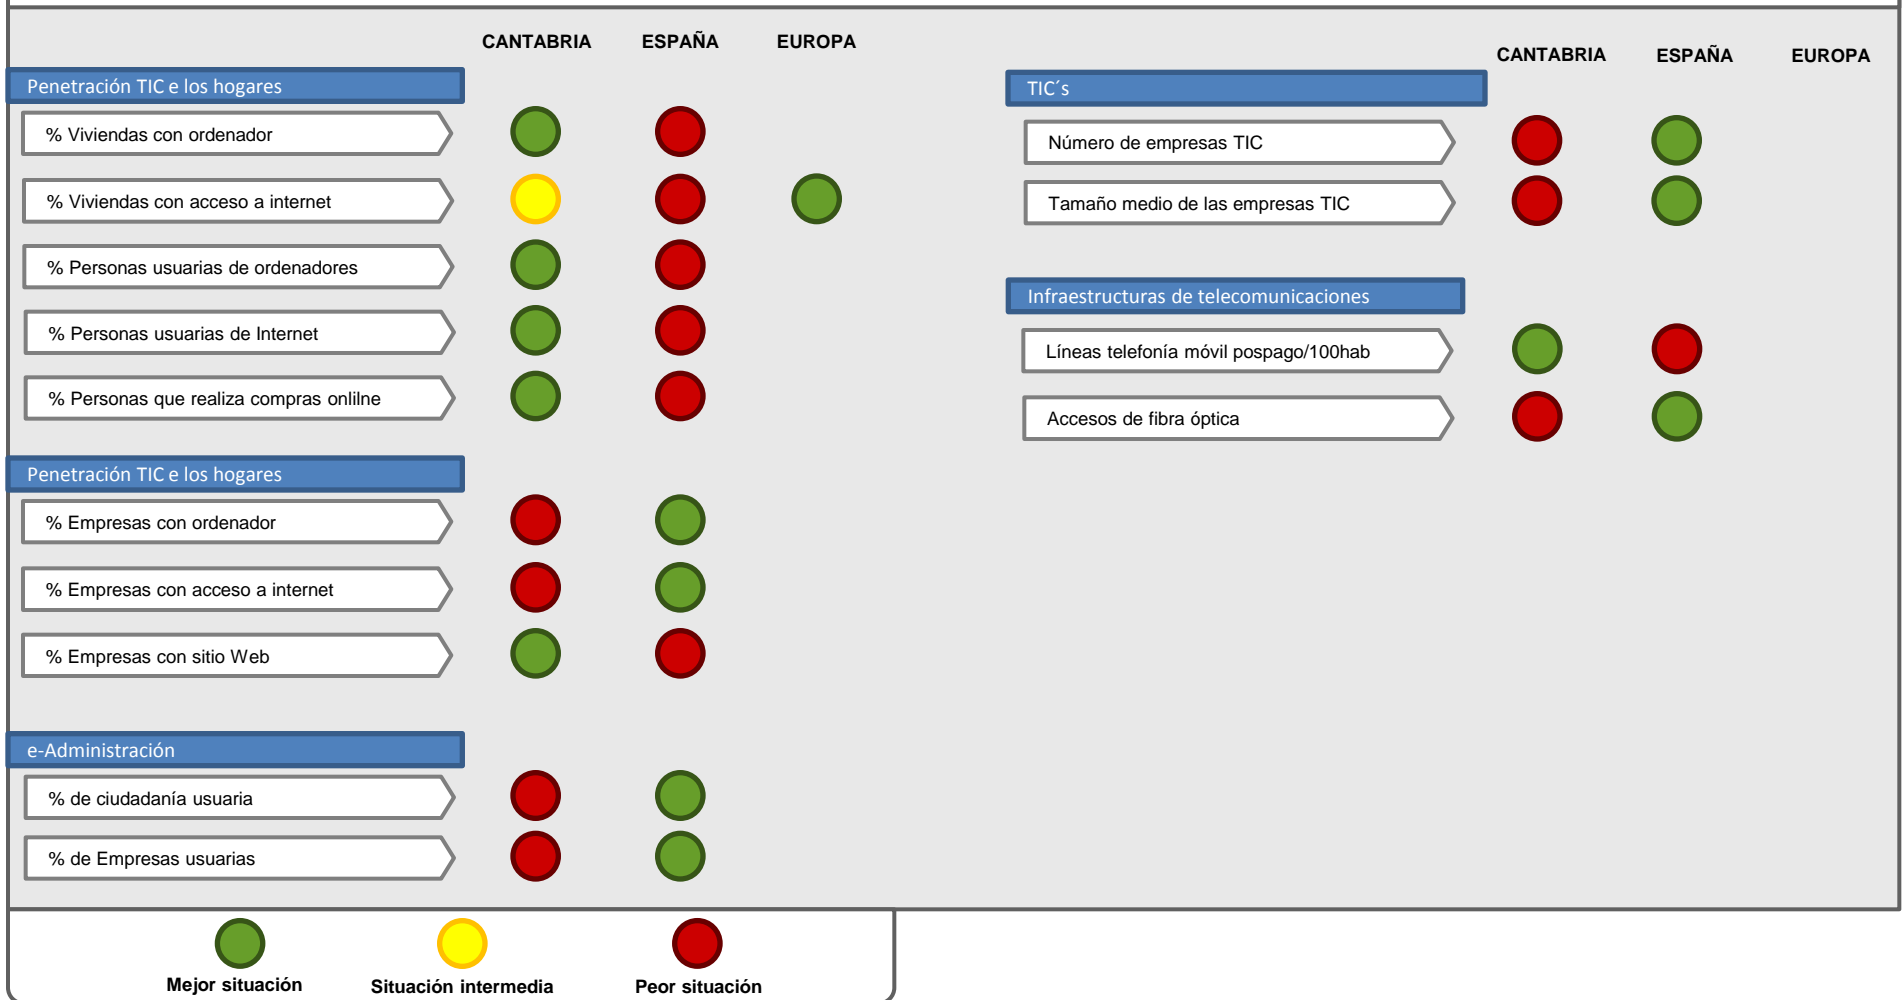 CANTABRIA ESPAÑA EUROPA
Penetración TIC e los hogares
% Viviendas con ordenador
% Viviendas con acceso a internet
% Personas usuarias de ordenadores
% Personas usuarias de Internet
% Personas que realiza compras onlilne
Penetración TIC e los hogares
% Empresas con ordenador
% Empresas con acceso a internet
% Empresas con sitio Web
e-Administración
% de ciudadanía usuaria
% de Empresas usuarias
CANTABRIA ESPAÑA EUROPA
TIC´s
Número de empresas TIC
Tamaño medio de las empresas TIC
Infraestructuras de telecomunicaciones
Líneas telefonía móvil pospago/100hab
Accesos de fibra óptica
Mejor situación Situación intermedia Peor situación